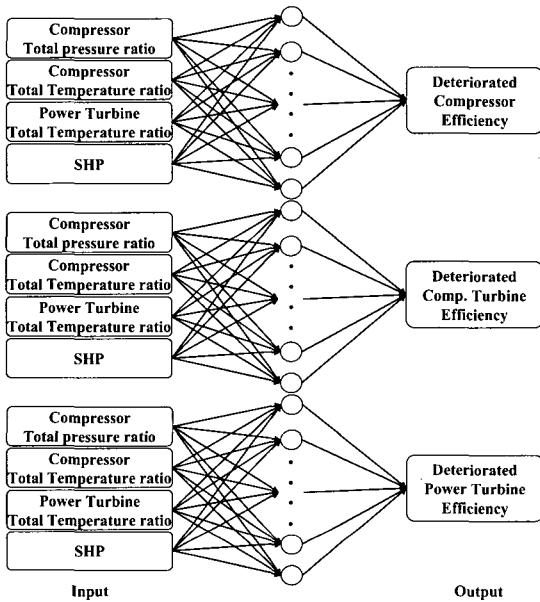 Compressor
Total pressure ratio
Compressor
Total Temperature ratio
Power Turbine
Total Temperature ratio
SHP
Deteriorated
Compressor
Efficiency
Compressor
Total pressure ratio
Compressor
Total Temperature ratio
Power Turbine
Total Temperature ratio
SHP
Deteriorated
Comp. Turbine
Efficiency
Compressor
Total pressure ratio
Compressor
Total Temperature ratio
Power Turbine
Total Temperature ratio
SHP
Deteriorated
Power Turbine
Efficiency
Input
Output